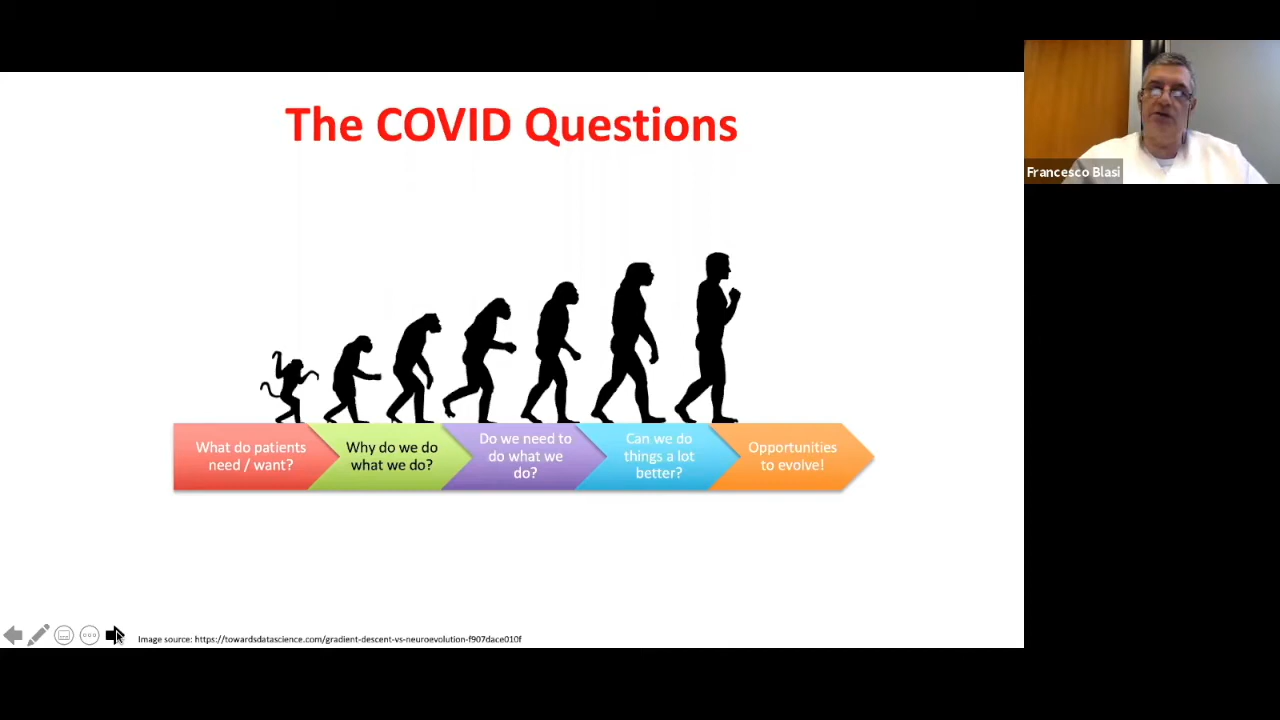 The COVID Questions
Francesco Blasi
What do patients
need / want?
Why do we do
what we do?
Do we need to
do what we
do?
Can we do
things a lot
better?
Opportunities
to evolve!
Image source: https://towardsdatascience.com/gradient-descent-vs-neuroevolution-f907dace010f